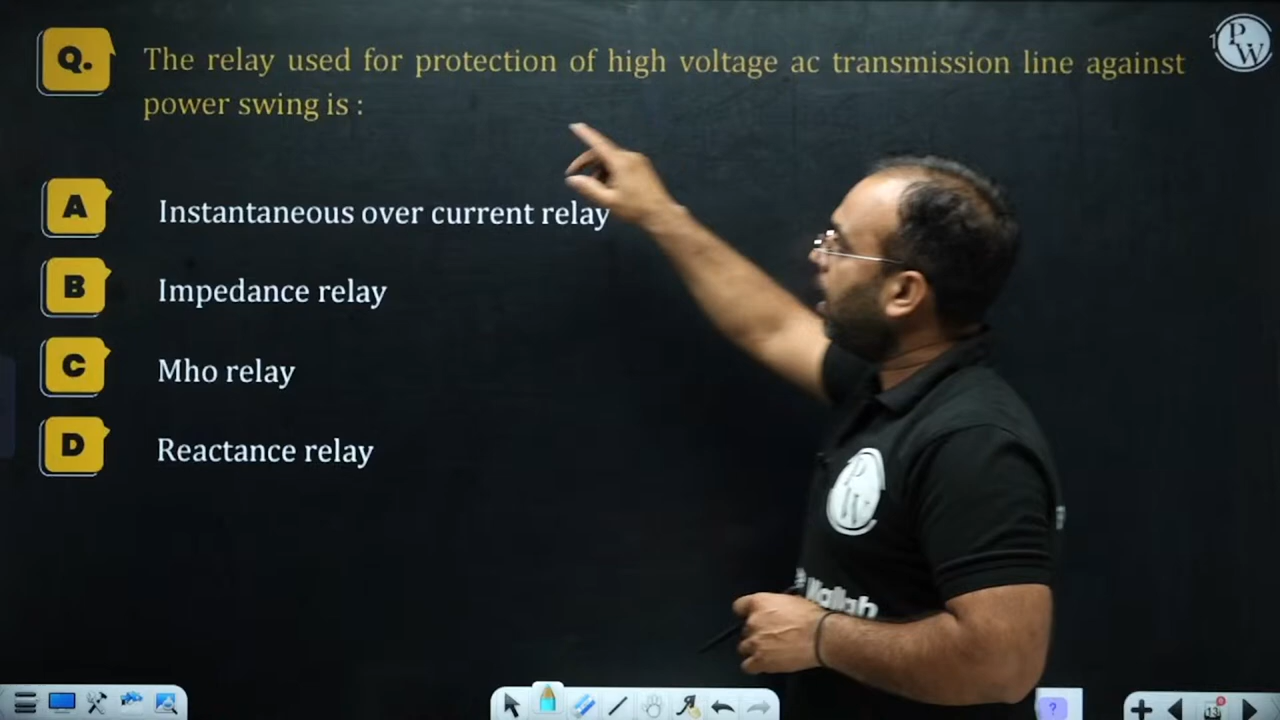 Q.
The relay used for protection of high voltage ac transmission line against
power swing is :
PW
A
Instantaneous over current relay
B
Impedance relay
C
Mho relay
D
Reactance relay
PW
Wallah
?
13